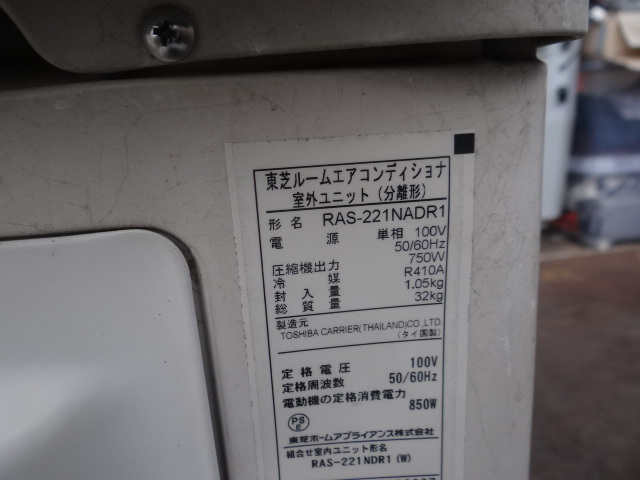 東芝ルームエアコンディショナ
室外ユニット (分離形)
形名 RAS-221NADR1
電源 単相 100V
50/60Hz
圧縮機出力 750W
冷媒 R410A
封入量 1.05kg
総質量 32kg
製造元
TOSHIBA CARRIER(THAILAND)CO.,LTD.
(タイ国製)
定格電圧 100V
定格周波数 50/60Hz
電動機の定格消費電力 850W
PS
E
東芝ホームアプライアンス株式会社
組合せ室内ユニット形名
RAS-221NDR1 (W)